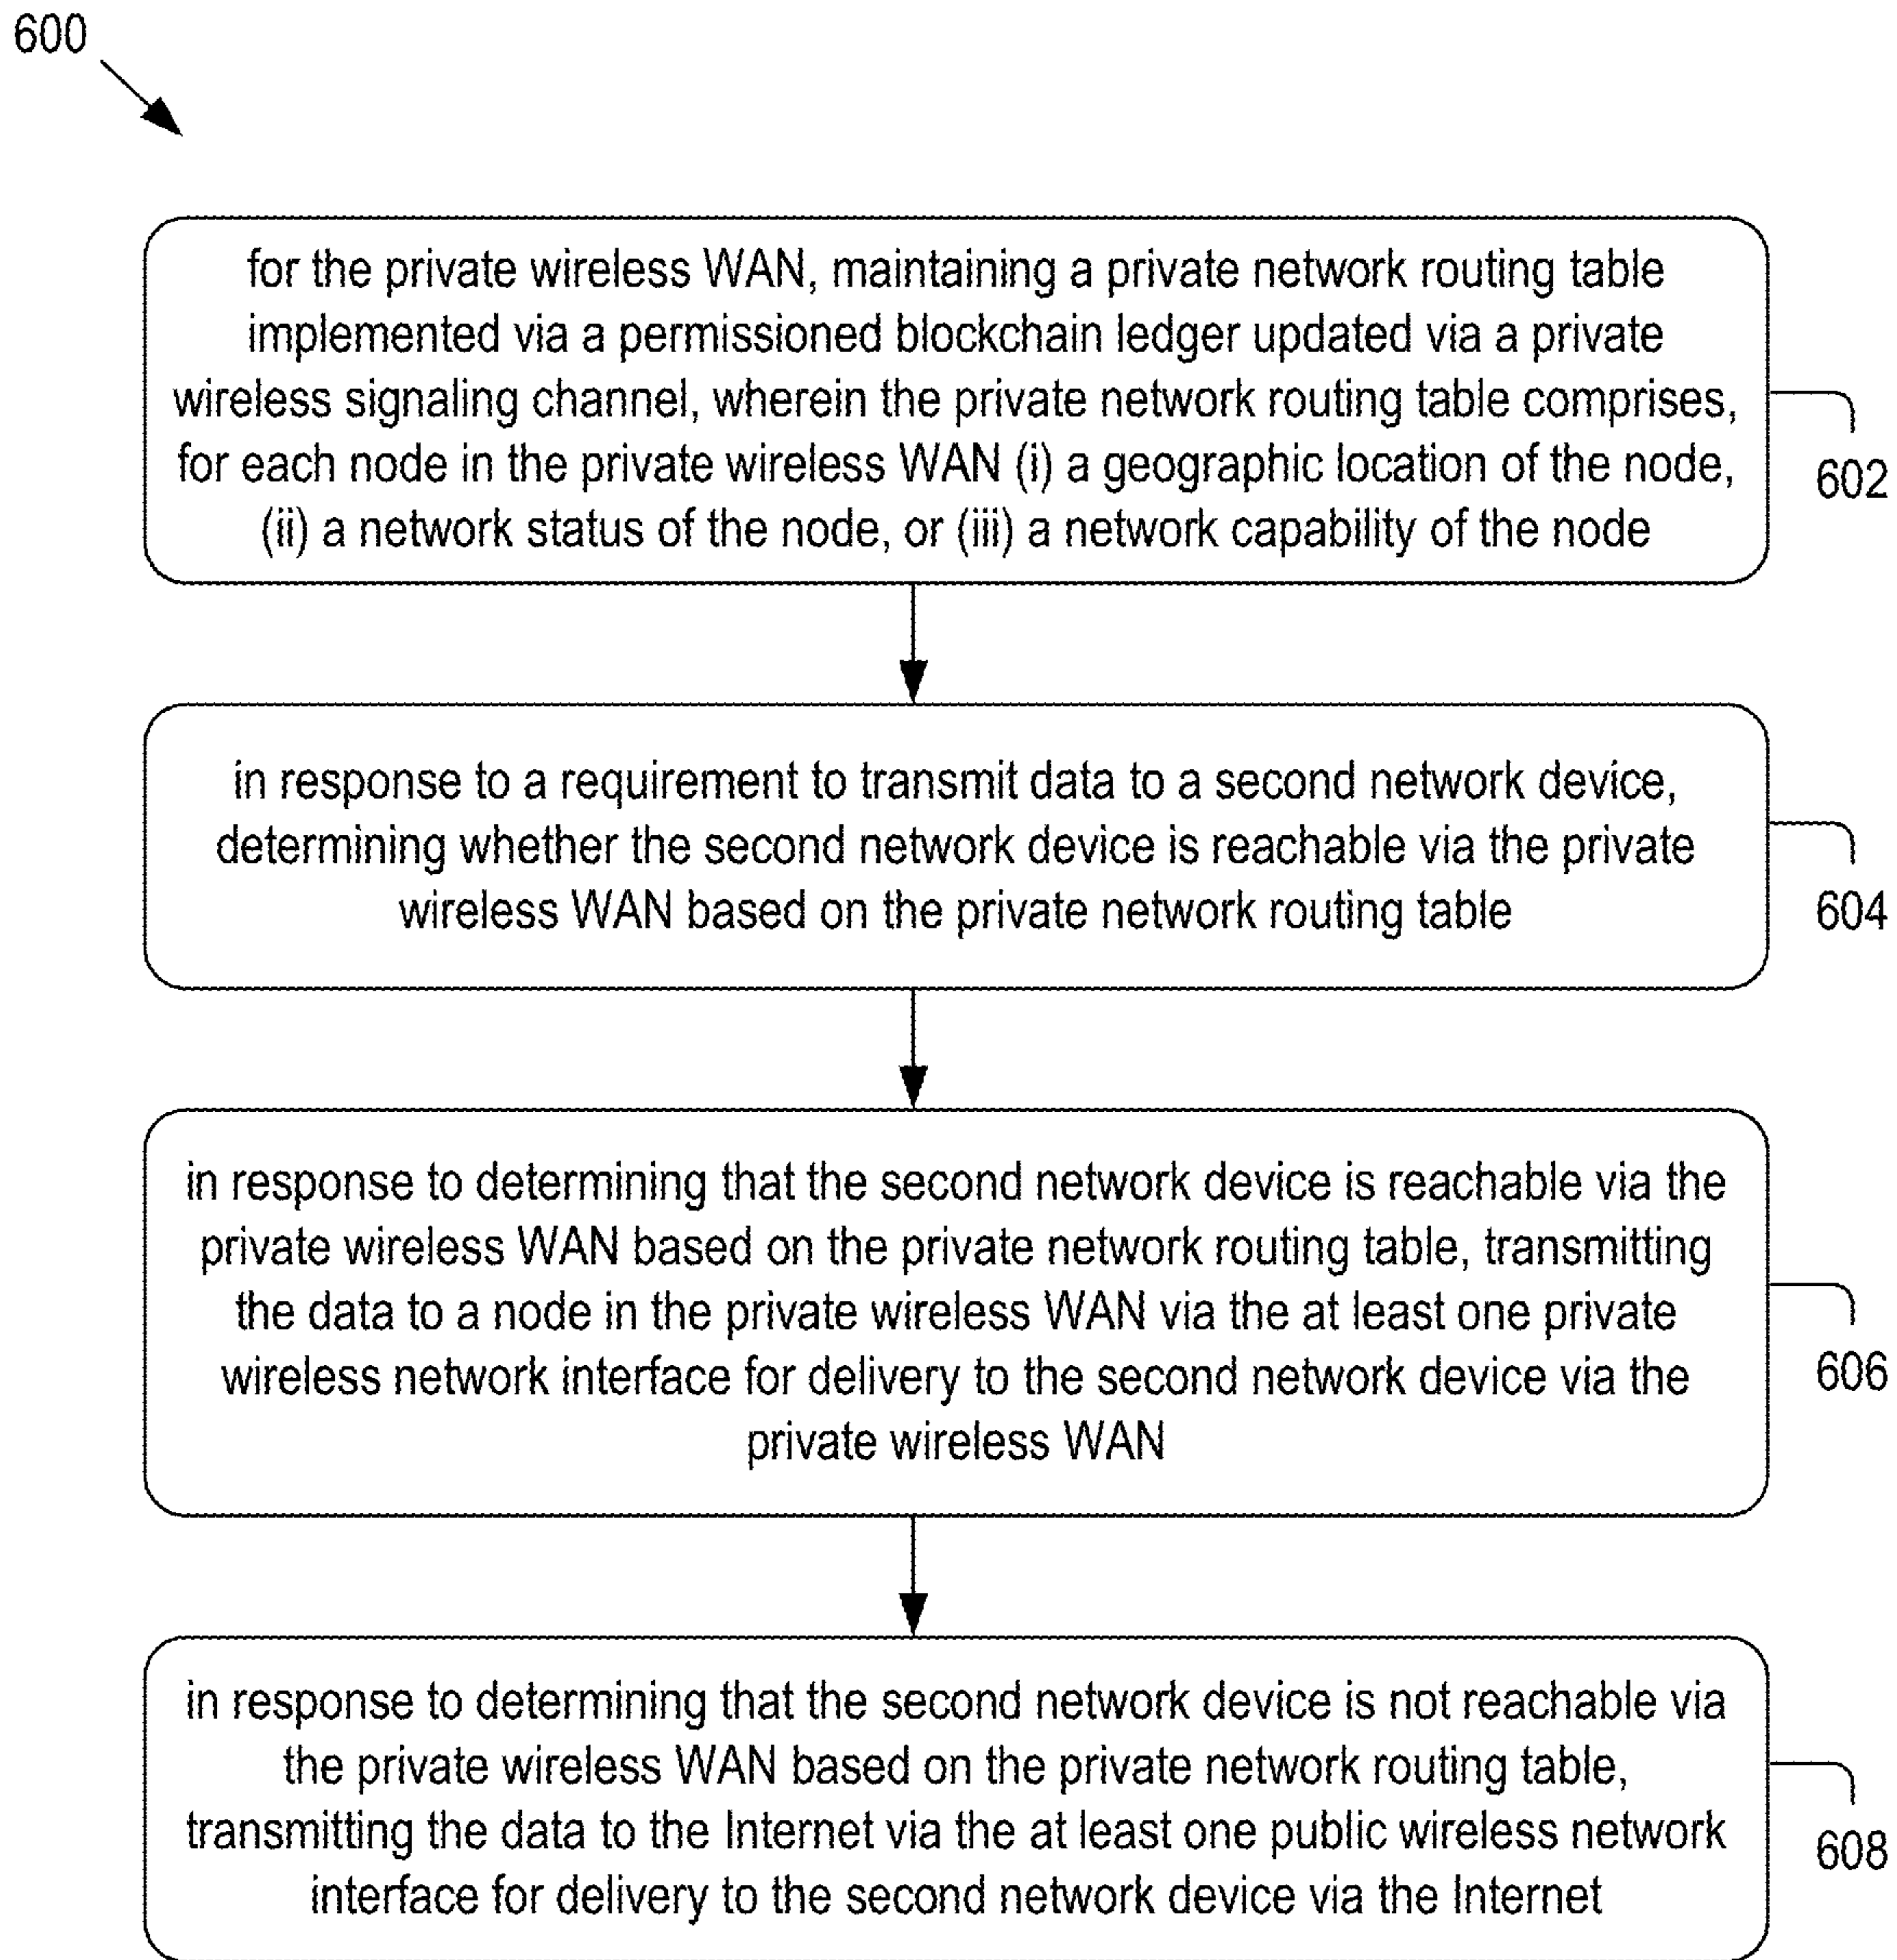 600
for the private wireless WAN, maintaining a private network routing table
implemented via a permissioned blockchain ledger updated via a private
wireless signaling channel, wherein the private network routing table comprises,
for each node in the private wireless WAN (i) a geographic location of the node,
(ii) a network status of the node, or (iii) a network capability of the node
602
in response to a requirement to transmit data to a second network device,
determining whether the second network device is reachable via the private
wireless WAN based on the private network routing table
604
in response to determining that the second network device is reachable via the
private wireless WAN based on the private network routing table, transmitting
the data to a node in the private wireless WAN via the at least one private
wireless network interface for delivery to the second network device via the
private wireless WAN
606
in response to determining that the second network device is not reachable via
the private wireless WAN based on the private network routing table,
transmitting the data to the Internet via the at least one public wireless network
interface for delivery to the second network device via the Internet
608